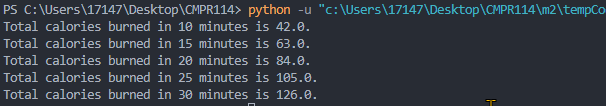 PS C:\Users\17147\Desktop\CMPR114> python -u "c:\Users\17147\Desktop\CMPR114\m2\tempCo
Total calories burned in 10 minutes is 42.0.
Total calories burned in 15 minutes is 63.0.
Total calories burned in 20 minutes is 84.0.
Total calories burned in 25 minutes is 105.0.
Total calories burned in 30 minutes is 126.0.